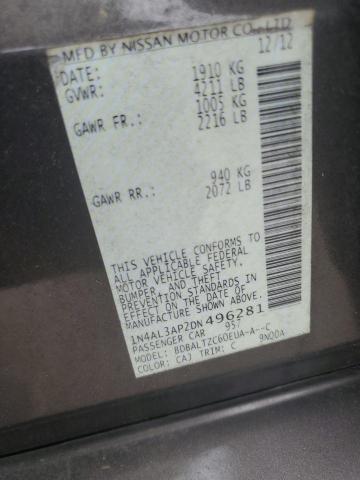 MFD BY NISSAN MOTOR CO., LTD
DATE: 12/12
GVWR: 1910 KG
4211 LB
GAWR FR.: 1005 KG
2216 LB
GAWR RR.: 940 KG
2072 LB
THIS VEHICLE CONFORMS TO
ALL APPLICABLE FEDERAL
MOTOR VEHICLE SAFETY,
BUMPER, AND THEFT
PREVENTION STANDARDS IN
EFFECT ON THE DATE OF
MANUFACTURE SHOWN ABOVE.
1N4AL3AP2DN496281
PASSENGER CAR 957
MODEL: BDBALTZC60EUA-A--C
COLOR: CAJ TRIM: C 9N00A